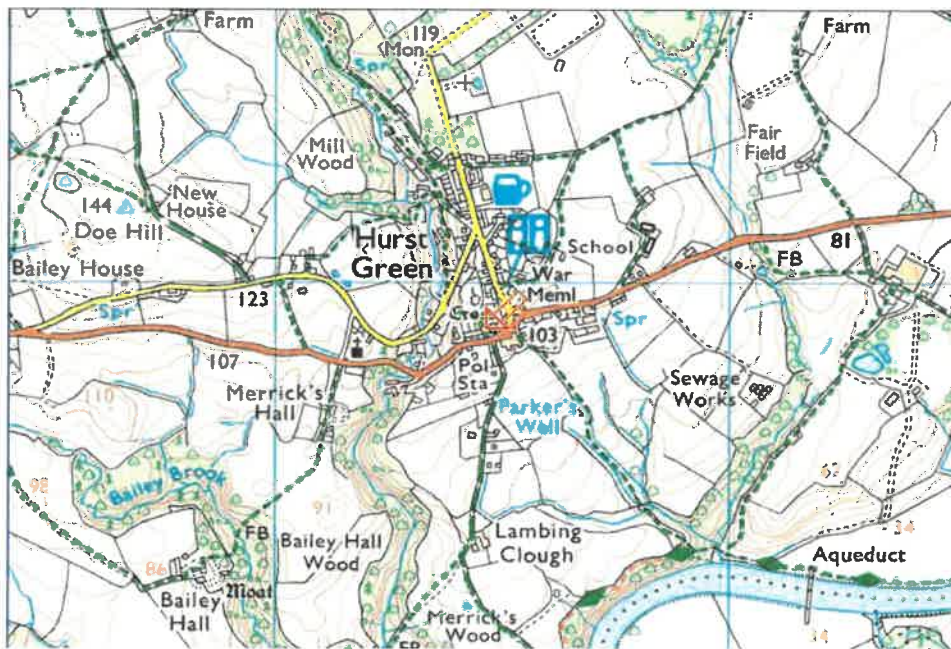 Farm
119
Mon
Farm
Spr
Mill
Wood
Fair
Field
New
House
144
Doe Hill
Hurst
Green
School
81
Bailey House
War
Meml
FB
123
Spr
103
Spr
107
Pol
Sta
Merrick's
Hall
Sewage
Works
110
Parker's
Well
Bailey Brook
98
91
FB
Bailey Hall
Wood
Lambing
Clough
34
Aqueduct
86
Bailey
Hall
Moat
Merrick's
Wood
FB